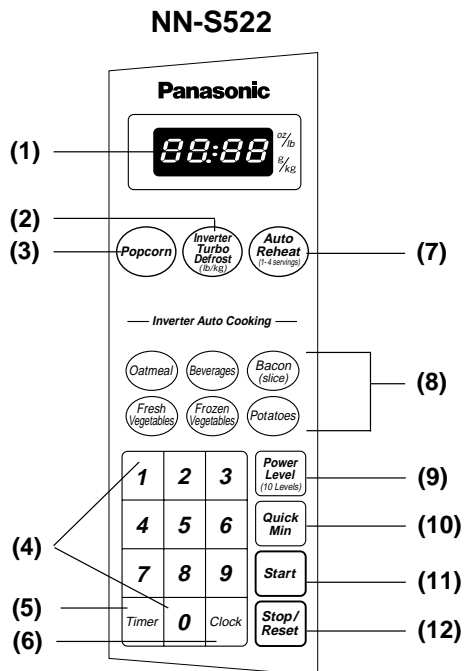 NN-S522
Panasonic
(1)
88:88
oz/lb
g/kg
(2)
(3)
Popcorn
Inverter
Turbo
Defrost
(lb/kg)
Auto
Reheat
(1-4 servings)
(7)
Inverter Auto Cooking
Oatmeal
Beverages
Bacon
(slice)
(8)
Fresh
Vegetables
Frozen
Vegetables
Potatoes
1 2 3
Power
Level
(10 Levels)
(9)
4 5 6
Quick
Min
(10)
(4)
7 8 9
Start
(11)
(5)
Timer
0
Clock
(6)
Stop/
Reset
(12)